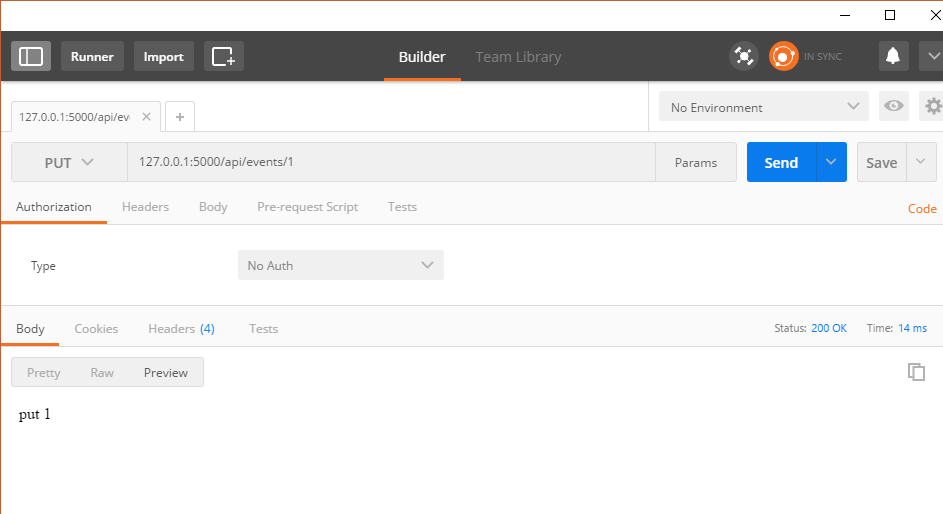 Runner Import Builder Team Library IN SYNC
127.0.0.1:5000/api/ev No Environment
PUT 127.0.0.1:5000/api/events/1 Params Send Save
Authorization Headers Body Pre-request Script Tests Code
Type No Auth
Body Cookies Headers (4) Tests Status: 200 OK Time: 14 ms
Pretty Raw Preview
put 1